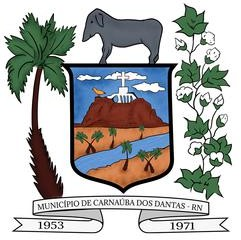 MUNICÍPIO DE CARNAÚBA DOS DANTAS - RN
1953
1971